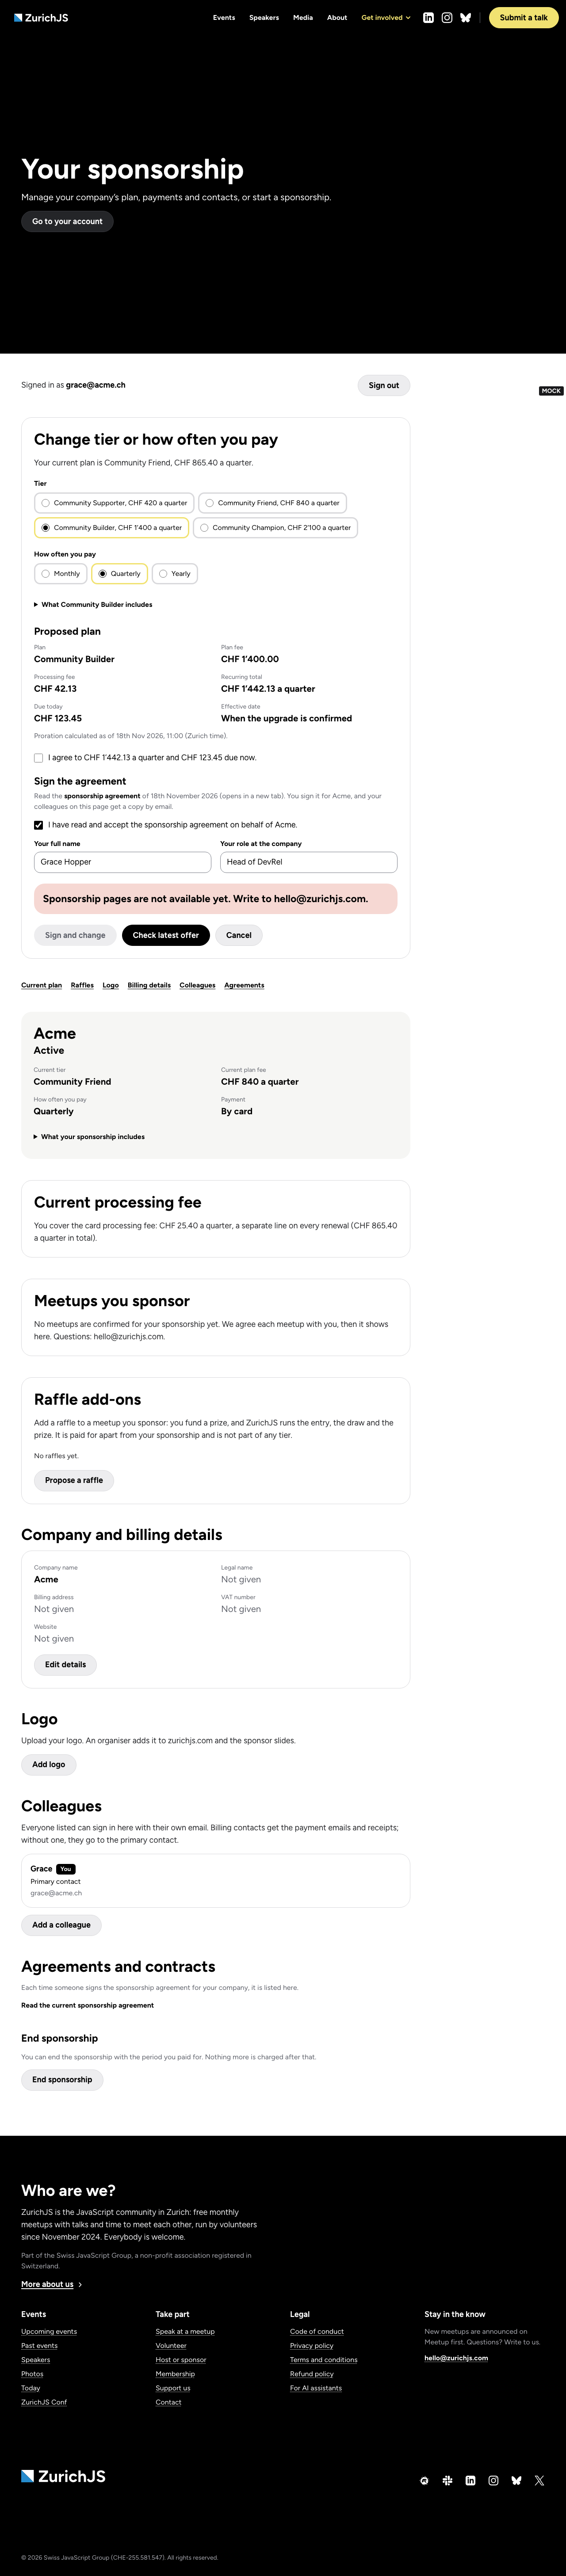 ZurichJS
Events
Speakers
Media
About
Get involved
Submit a talk
Your sponsorship
Manage your company's plan, payments and contacts, or start a sponsorship.
Go to your account
Signed in as grace@acme.ch
Sign out
MOCK
Change tier or how often you pay
Your current plan is Community Friend, CHF 865.40 a quarter.
Tier
Community Supporter, CHF 420 a quarter
Community Friend, CHF 840 a quarter
Community Builder, CHF 1'400 a quarter
Community Champion, CHF 2'100 a quarter
How often you pay
Monthly
Quarterly
Yearly
What Community Builder includes
Proposed plan
Plan
Plan fee
Community Builder
CHF 1'400.00
Processing fee
Recurring total
CHF 42.13
CHF 1'442.13 a quarter
Due today
Effective date
CHF 123.45
When the upgrade is confirmed
Proration calculated as of 18th Nov 2026, 11:00 (Zurich time).
I agree to CHF 1'442.13 a quarter and CHF 123.45 due now.
Sign the agreement
Read the sponsorship agreement of 18th November 2026 (opens in a new tab). You sign it for Acme, and your
colleagues on this page get a copy by email.
I have read and accept the sponsorship agreement on behalf of Acme.
Your full name
Your role at the company
Grace Hopper
Head of DevRel
Sponsorship pages are not available yet. Write to hello@zurichjs.com.
Sign and change
Check latest offer
Cancel
Current plan
Raffles
Logo
Billing details
Colleagues
Agreements
Acme
Active
Current tier
Current plan fee
Community Friend
CHF 840 a quarter
How often you pay
Payment
Quarterly
By card
What your sponsorship includes
Current processing fee
You cover the card processing fee: CHF 25.40 a quarter, a separate line on every renewal (CHF 865.40
a quarter in total).
Meetups you sponsor
No meetups are confirmed for your sponsorship yet. We agree each meetup with you, then it shows
here. Questions: hello@zurichjs.com.
Raffle add-ons
Add a raffle to a meetup you sponsor: you fund a prize, and ZurichJS runs the entry, the draw and the
prize. It is paid for apart from your sponsorship and is not part of any tier.
No raffles yet.
Propose a raffle
Company and billing details
Company name
Legal name
Acme
Not given
Billing address
VAT number
Not given
Not given
Website
Not given
Edit details
Logo
Upload your logo. An organiser adds it to zurichjs.com and the sponsor slides.
Add logo
Colleagues
Everyone listed can sign in here with their own email. Billing contacts get the payment emails and receipts;
without one, they go to the primary contact.
Grace
You
Primary contact
grace@acme.ch
Add a colleague
Agreements and contracts
Each time someone signs the sponsorship agreement for your company, it is listed here.
Read the current sponsorship agreement
End sponsorship
You can end the sponsorship with the period you paid for. Nothing more is charged after that.
End sponsorship
Who are we?
ZurichJS is the JavaScript community in Zurich: free monthly
meetups with talks and time to meet each other, run by volunteers
since November 2024. Everybody is welcome.
Part of the Swiss JavaScript Group, a non-profit association registered in
Switzerland.
More about us
Events
Take part
Legal
Stay in the know
Upcoming events
Speak at a meetup
Code of conduct
New meetups are announced on
Past events
Volunteer
Privacy policy
Meetup first. Questions? Write to us.
Speakers
Host or sponsor
Terms and conditions
hello@zurichjs.com
Photos
Membership
Refund policy
Today
Support us
For AI assistants
ZurichJS Conf
Contact
ZurichJS
© 2026 Swiss JavaScript Group (CHE-255.581.547). All rights reserved.